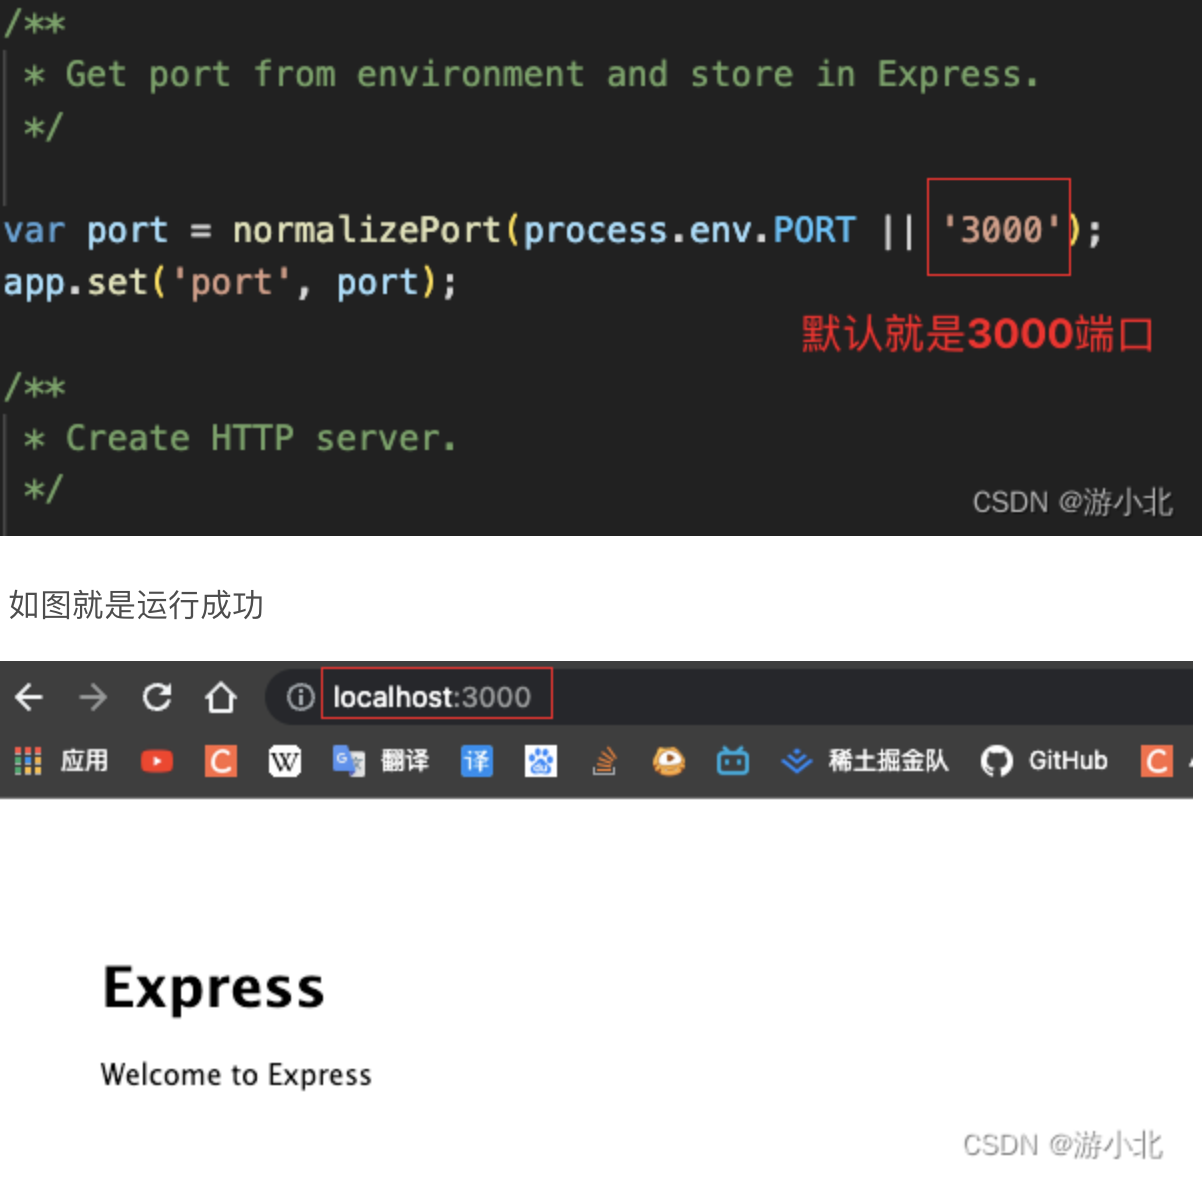 /**
* Get port from environment and store in Express.
*/
var port = normalizePort(process.env.PORT || '3000');
app.set('port', port);
默认就是3000端口
/**
* Create HTTP server.
*/
CSDN @游小北
如图就是运行成功
localhost:3000
应用 翻译 译 稀土掘金队 GitHub
Express
Welcome to Express
CSDN @游小北